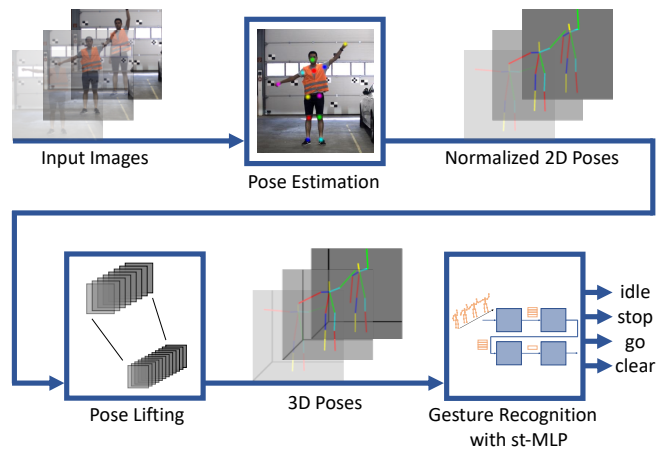 Input Images
Pose Estimation
Normalized 2D Poses
Pose Lifting
3D Poses
Gesture Recognition
with st-MLP
idle
stop
go
clear